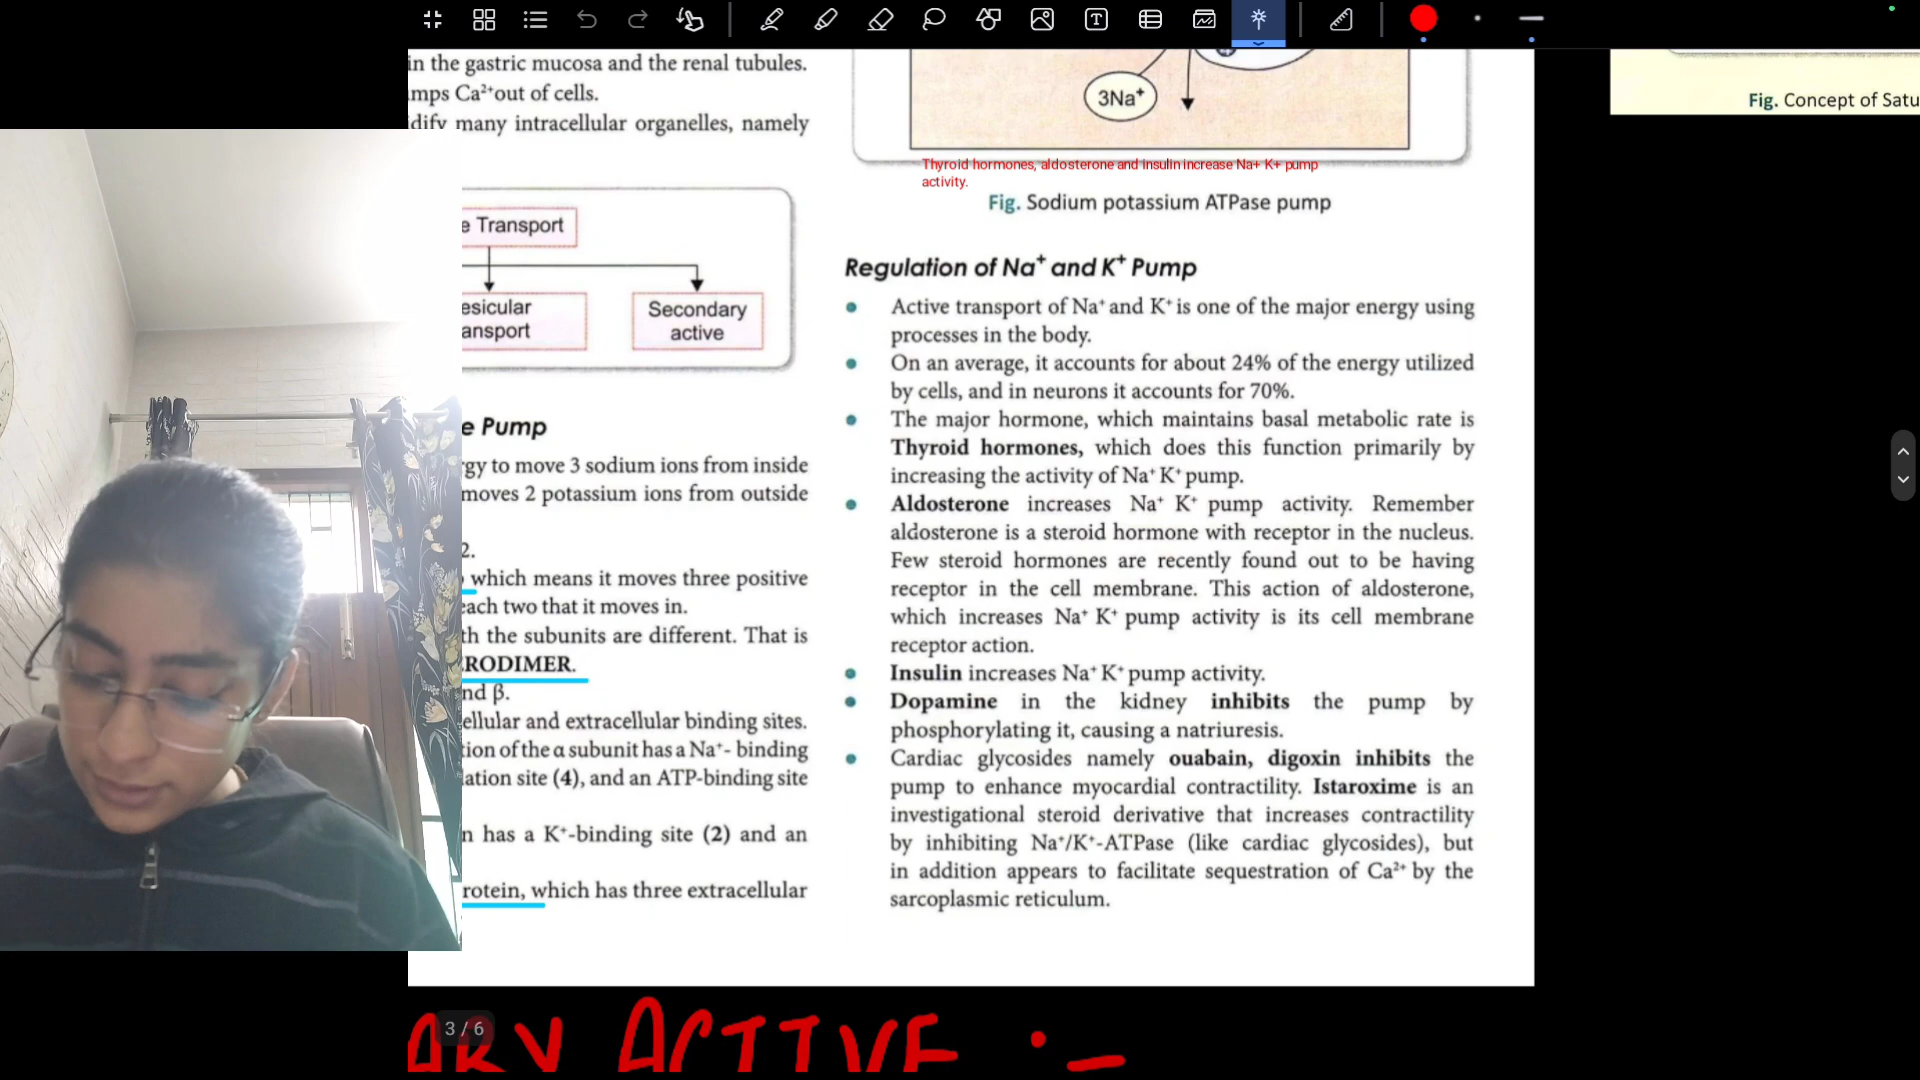 in the gastric mucosa and the renal tubules.
mps Ca²⁺out of cells.
dify many intracellular organelles, namely
e Transport
esicular
ansport
Secondary
active
e Pump
gy to move 3 sodium ions from inside
moves 2 potassium ions from outside
2.
which means it moves three positive
each two that it moves in.
th the subunits are different. That is
RODIMER.
nd β.
ellular and extracellular binding sites.
tion of the α subunit has a Na⁺- binding
lation site (4), and an ATP-binding site
n has a K⁺-binding site (2) and an
rotein, which has three extracellular
3Na⁺
Thyroid hormones, aldosterone and insulin increase Na+ K+ pump
activity.
Fig. Sodium potassium ATPase pump
Regulation of Na⁺ and K⁺ Pump
Active transport of Na⁺ and K⁺ is one of the major energy using
processes in the body.
On an average, it accounts for about 24% of the energy utilized
by cells, and in neurons it accounts for 70%.
The major hormone, which maintains basal metabolic rate is
Thyroid hormones, which does this function primarily by
increasing the activity of Na⁺ K⁺ pump.
Aldosterone increases Na⁺ K⁺ pump activity. Remember
aldosterone is a steroid hormone with receptor in the nucleus.
Few steroid hormones are recently found out to be having
receptor in the cell membrane. This action of aldosterone,
which increases Na⁺ K⁺ pump activity is its cell membrane
receptor action.
Insulin increases Na⁺ K⁺ pump activity.
Dopamine in the kidney inhibits the pump by
phosphorylating it, causing a natriuresis.
Cardiac glycosides namely ouabain, digoxin inhibits the
pump to enhance myocardial contractility. Istaroxime is an
investigational steroid derivative that increases contractility
by inhibiting Na⁺/K⁺-ATPase (like cardiac glycosides), but
in addition appears to facilitate sequestration of Ca²⁺ by the
sarcoplasmic reticulum.
Fig. Concept of Satu
3 / 6
ARY ACTIVE :-